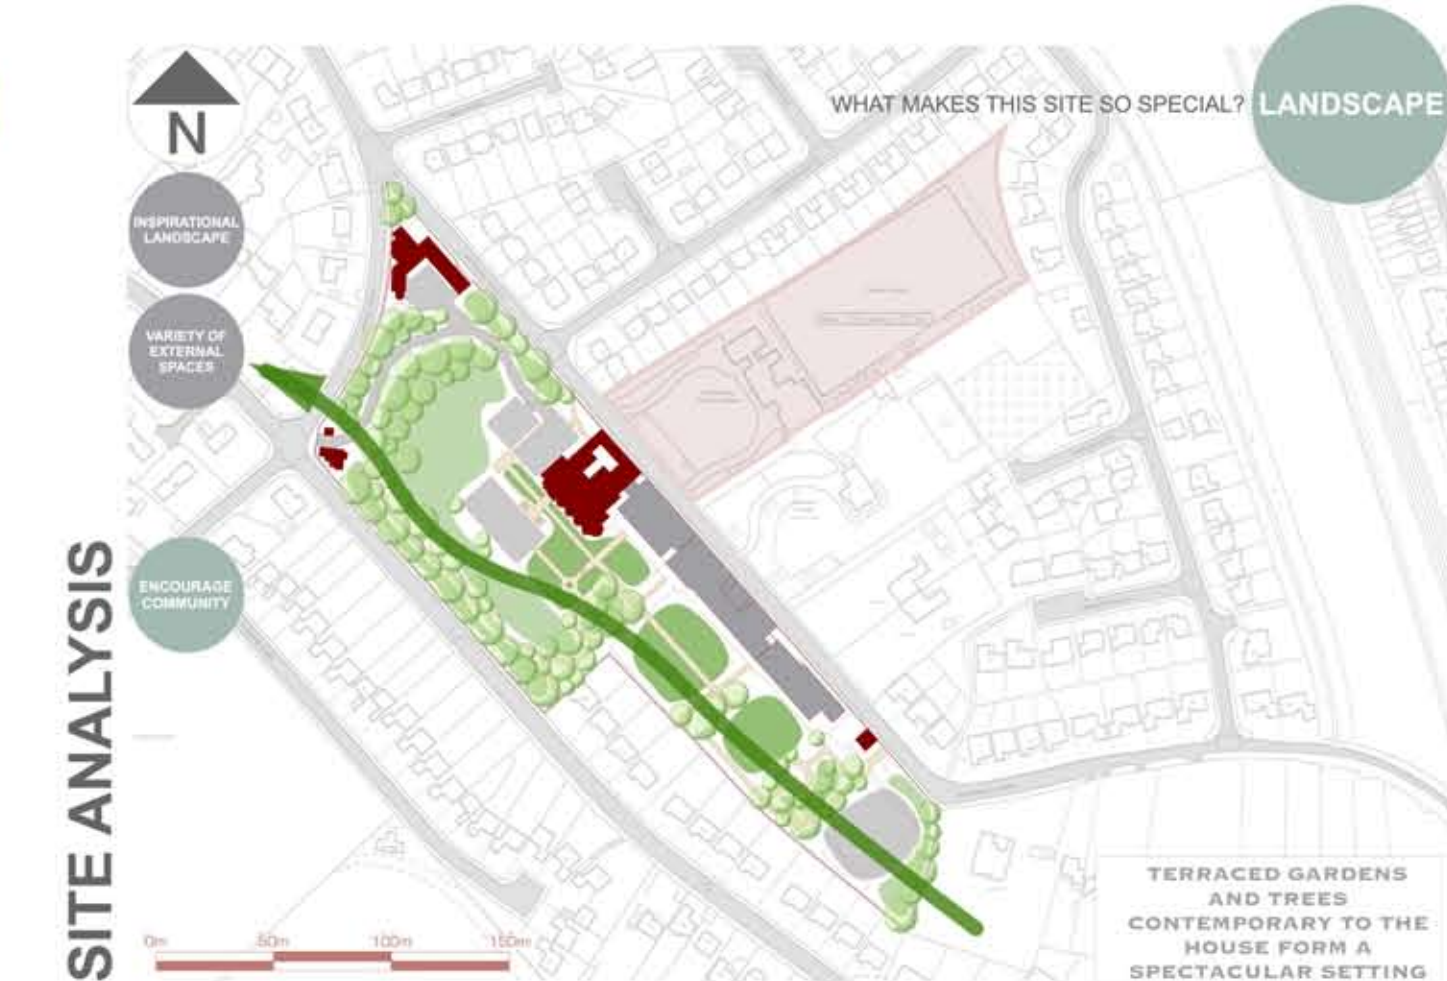 WHAT MAKES THIS SITE SO SPECIAL?
LANDSCAPE
N
INSPIRATIONAL
LANDSCAPE
VARIETY OF
EXTERNAL
SPACES
ENCOURAGE
COMMUNITY
SITE ANALYSIS
0m 50m 100m 150m
TERRACED GARDENS
AND TREES
CONTEMPORARY TO THE
HOUSE FORM A
SPECTACULAR SETTING